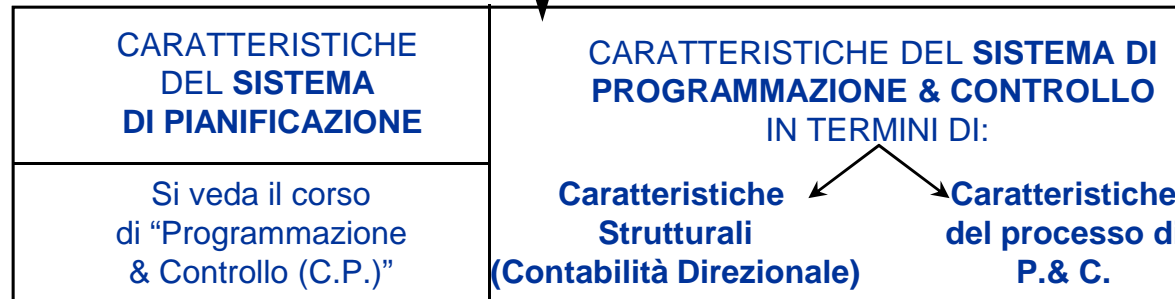 CARATTERISTICHE
DEL SISTEMA
DI PIANIFICAZIONE
Si veda il corso
di “Programmazione
& Controllo (C.P.)”
CARATTERISTICHE DEL SISTEMA DI
PROGRAMMAZIONE & CONTROLLO
IN TERMINI DI:
Caratteristiche
Strutturali
(Contabilità Direzionale)
Caratteristiche
del processo d
P.& C.